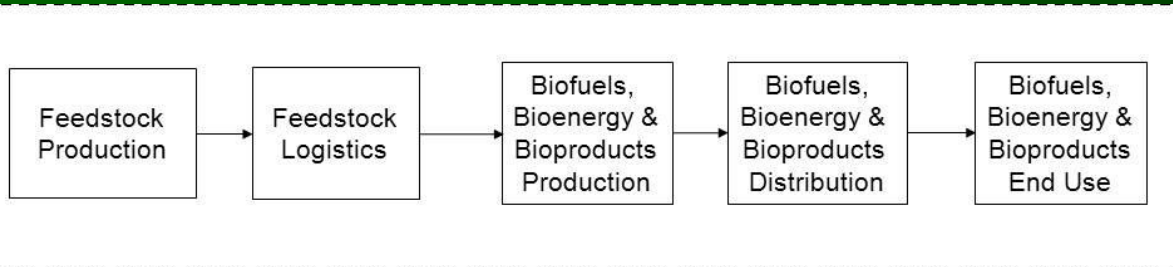 Feedstock
Production
Feedstock
Logistics
Biofuels,
Bioenergy &
Bioproducts
Production
Biofuels,
Bioenergy &
Bioproducts
Distribution
Biofuels,
Bioenergy &
Bioproducts
End Use